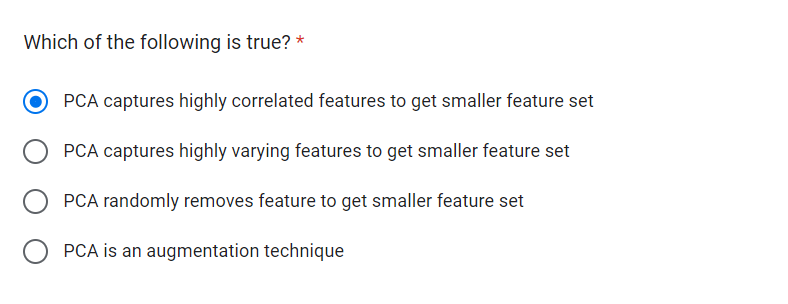 Which of the following is true? *
PCA captures highly correlated features to get smaller feature set
PCA captures highly varying features to get smaller feature set
PCA randomly removes feature to get smaller feature set
PCA is an augmentation technique